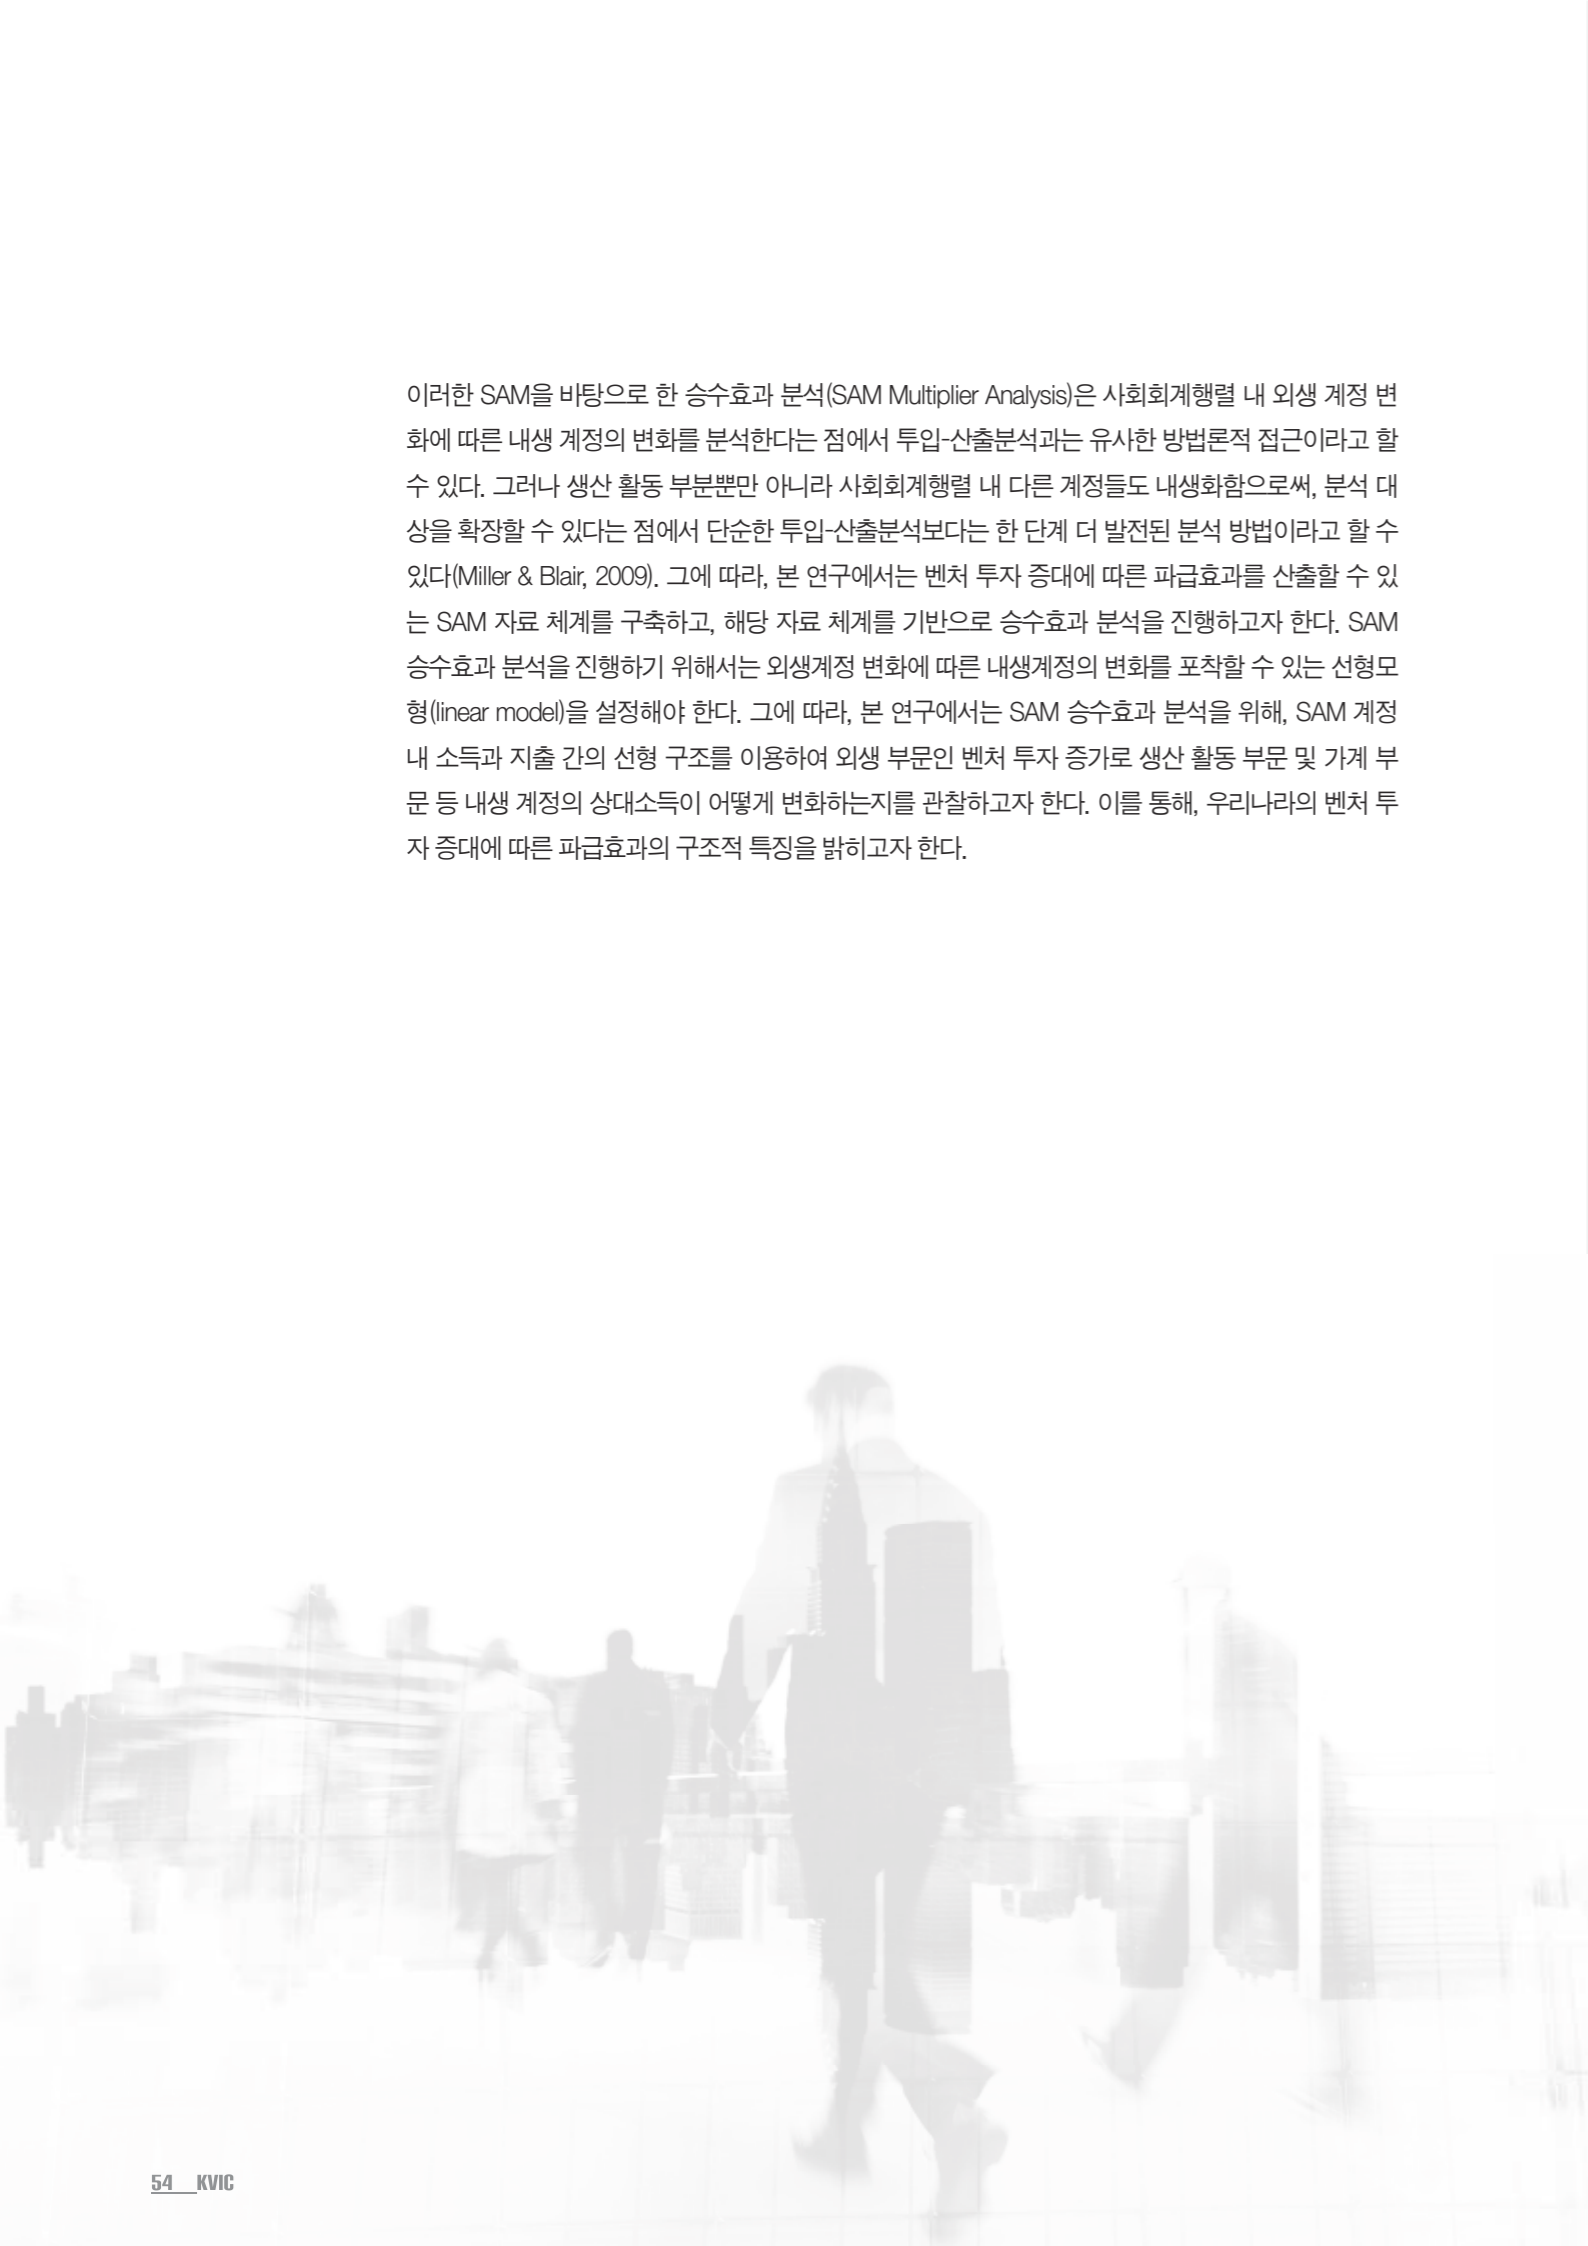 이러한 SAM을 바탕으로 한 승수효과 분석(SAM Multiplier Analysis)은 사회회계행렬 내 외생 계정 변
화에 따른 내생 계정의 변화를 분석한다는 점에서 투입-산출분석과는 유사한 방법론적 접근이라고 할
수 있다. 그러나 생산 활동 부분뿐만 아니라 사회회계행렬 내 다른 계정들도 내생화함으로써, 분석 대
상을 확장할 수 있다는 점에서 단순한 투입-산출분석보다는 한 단계 더 발전된 분석 방법이라고 할 수
있다(Miller & Blair, 2009). 그에 따라, 본 연구에서는 벤처 투자 증대에 따른 파급효과를 산출할 수 있
는 SAM 자료 체계를 구축하고, 해당 자료 체계를 기반으로 승수효과 분석을 진행하고자 한다. SAM
승수효과 분석을 진행하기 위해서는 외생계정 변화에 따른 내생계정의 변화를 포착할 수 있는 선형모
형(linear model)을 설정해야 한다. 그에 따라, 본 연구에서는 SAM 승수효과 분석을 위해, SAM 계정
내 소득과 지출 간의 선형 구조를 이용하여 외생 부문인 벤처 투자 증가로 생산 활동 부문 및 가계 부
문 등 내생 계정의 상대소득이 어떻게 변화하는지를 관찰하고자 한다. 이를 통해, 우리나라의 벤처 투
자 증대에 따른 파급효과의 구조적 특징을 밝히고자 한다.
54 KVIC